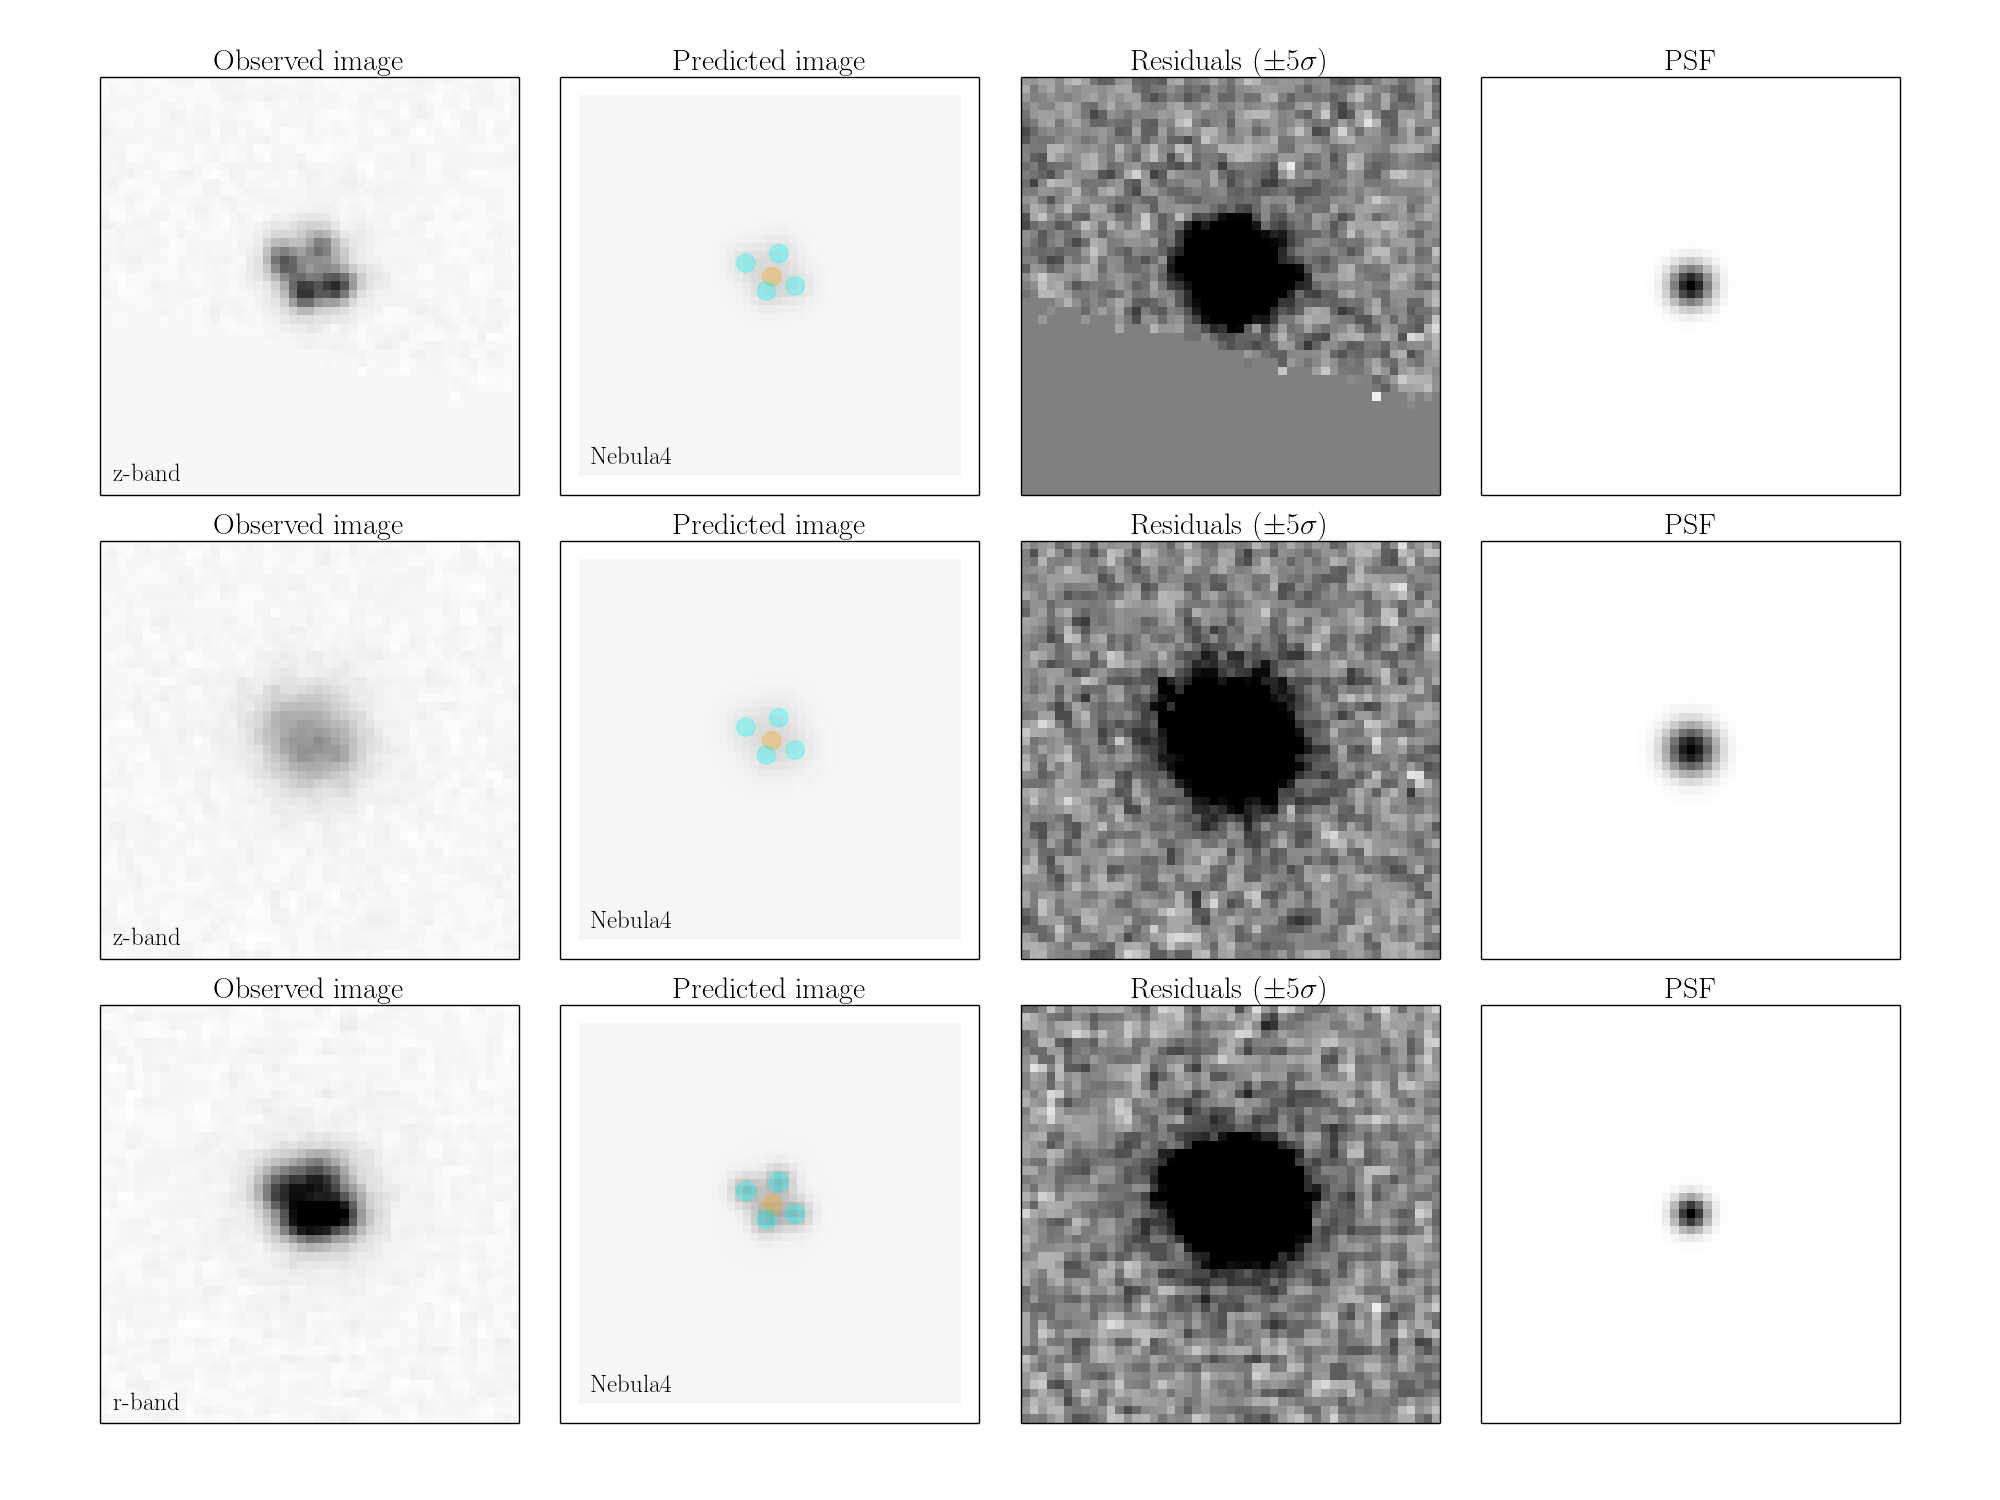 Observed image
Predicted image
Residuals (±5σ)
PSF
z-band
Nebula4
Observed image
Predicted image
Residuals (±5σ)
PSF
z-band
Nebula4
Observed image
Predicted image
Residuals (±5σ)
PSF
r-band
Nebula4